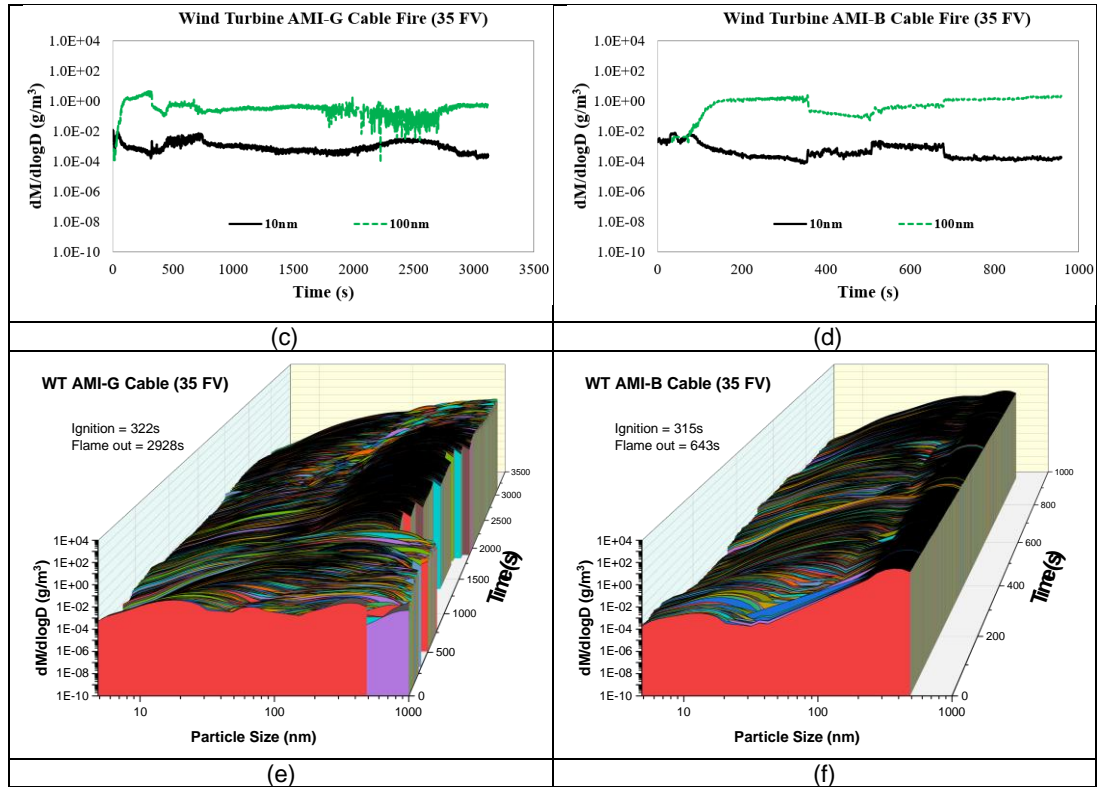 Wind Turbine AMI-G Cable Fire (35 FV)
1.0E+04
1.0E+02
1.0E+00
1.0E-02
1.0E-04
1.0E-06
1.0E-08
1.0E-10
dM/dlogD (g/m³)
10nm 100nm
0 500 1000 1500 2000 2500 3000 3500
Time (s)
Wind Turbine AMI-B Cable Fire (35 FV)
1.0E+04
1.0E+02
1.0E+00
1.0E-02
1.0E-04
1.0E-06
1.0E-08
1.0E-10
dM/dlogD (g/m³)
10nm 100nm
0 200 400 600 800 1000
Time (s)
(c)
(d)
WT AMI-G Cable (35 FV)
Ignition = 322s
Flame out = 2928s
1E+04
1E+02
1E+00
1E-02
1E-04
1E-06
1E-08
1E-10
dM/dlogD (g/m³)
10 100 1000
Particle Size (nm)
0
500
1000
1500
2000
2500
3000
3500
Time(s)
WT AMI-B Cable (35 FV)
Ignition = 315s
Flame out = 643s
1E+04
1E+02
1E+00
1E-02
1E-04
1E-06
1E-08
1E-10
dM/dlogD (g/m³)
10 100 1000
Particle Size (nm)
0
200
400
600
800
1000
Time(s)
(e)
(f)